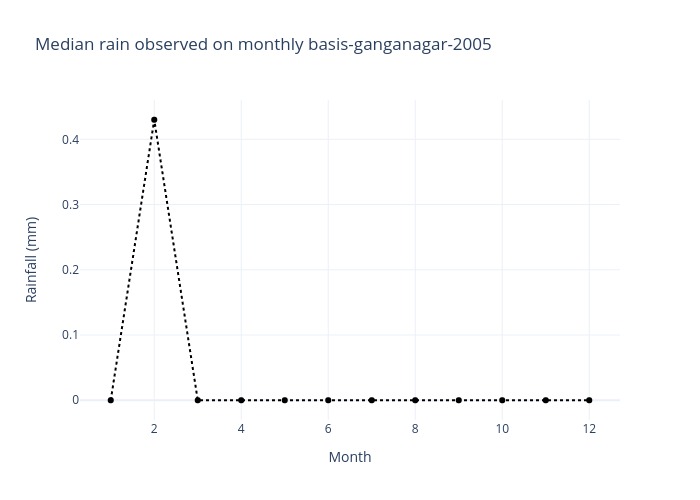 Median rain observed on monthly basis-ganganagar-2005
0.4
0.3
0.2
0.1
0
Rainfall (mm)
2 4 6 8 10 12
Month